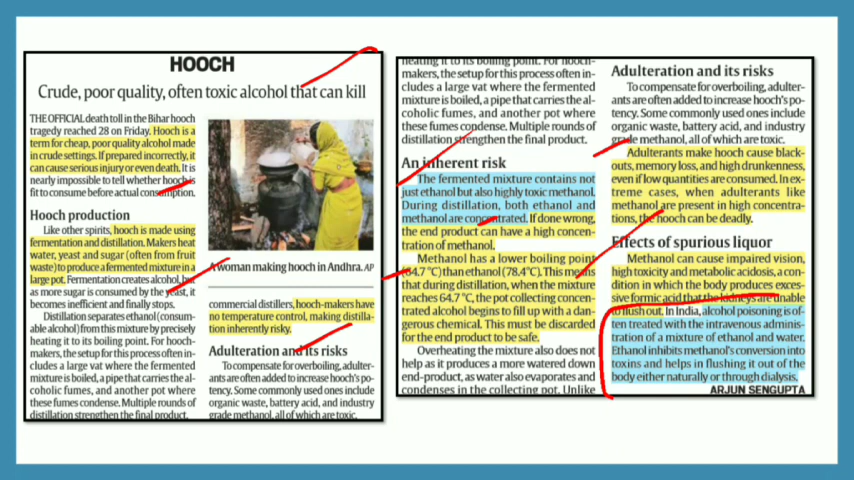 HOOCH
Crude, poor quality, often toxic alcohol that can kill
THE OFFICIAL death toll in the Bihar hooch
tragedy reached 28 on Friday. Hooch is a
term for cheap, poor quality alcohol made
in crude settings. If prepared incorrectly, it
can cause serious injury or even death. It is
nearly impossible to tell whether hooch is
fit to consume before actual consumption.
Hooch production
Like other spirits, hooch is made using
fermentation and distillation. Makers heat
water, yeast and sugar (often from fruit
waste) to produce a fermented mixture in a
large pot. Fermentation creates alcohol, but
as more sugar is consumed by the yeast, it
becomes inefficient and finally stops.
Distillation separates ethanol (consum-
able alcohol) from this mixture by precisely
heating it to its boiling point. For hooch-
makers, the setup for this process often in-
cludes a large vat where the fermented
mixture is boiled, a pipe that carries the al-
coholic fumes, and another pot where
these fumes condense. Multiple rounds of
distillation strengthen the final product.
A woman making hooch in Andhra. AP
commercial distillers, hooch-makers have
no temperature control, making distilla-
tion inherently risky.
Adulteration and its risks
To compensate for overboiling, adulter-
ants are often added to increase hooch's po-
tency. Some commonly used ones include
organic waste, battery acid, and industry
grade methanol, all of which are toxic.
heating it to its boiling point. For hooch-
makers, the setup for this process often in-
cludes a large vat where the fermented
mixture is boiled, a pipe that carries the al-
coholic fumes, and another pot where
these fumes condense. Multiple rounds of
distillation strengthen the final product.
An inherent risk
The fermented mixture contains not
just ethanol but also highly toxic methanol.
During distillation, both ethanol and
methanol are concentrated. If done wrong,
the end product can have a high concen-
tration of methanol.
Methanol has a lower boiling point
(64.7 °C) than ethanol (78.4°C). This means
that during distillation, when the mixture
reaches 64.7 °C, the pot collecting concen-
trated alcohol begins to fill up with a dan-
gerous chemical. This must be discarded
for the end product to be safe.
Overheating the mixture also does not
help as it produces a more watered down
end-product, as water also evaporates and
condenses in the collecting pot. Unlike
Adulteration and its risks
To compensate for overboiling, adulter-
ants are often added to increase hooch's po-
tency. Some commonly used ones include
organic waste, battery acid, and industry
grade methanol, all of which are toxic.
Adulterants make hooch cause black-
outs, memory loss, and high drunkenness,
even if low quantities are consumed. In ex-
treme cases, when adulterants like
methanol are present in high concentra-
tions, the hooch can be deadly.
Effects of spurious liquor
Methanol can cause impaired vision,
high toxicity and metabolic acidosis, a con-
dition in which the body produces exces-
sive formic acid that the kidneys are unable
to flush out. In India, alcohol poisoning is of-
ten treated with the intravenous adminis-
tration of a mixture of ethanol and water.
Ethanol inhibits methanol's conversion into
toxins and helps in flushing it out of the
body either naturally or through dialysis.
ARJUN SENGUPTA